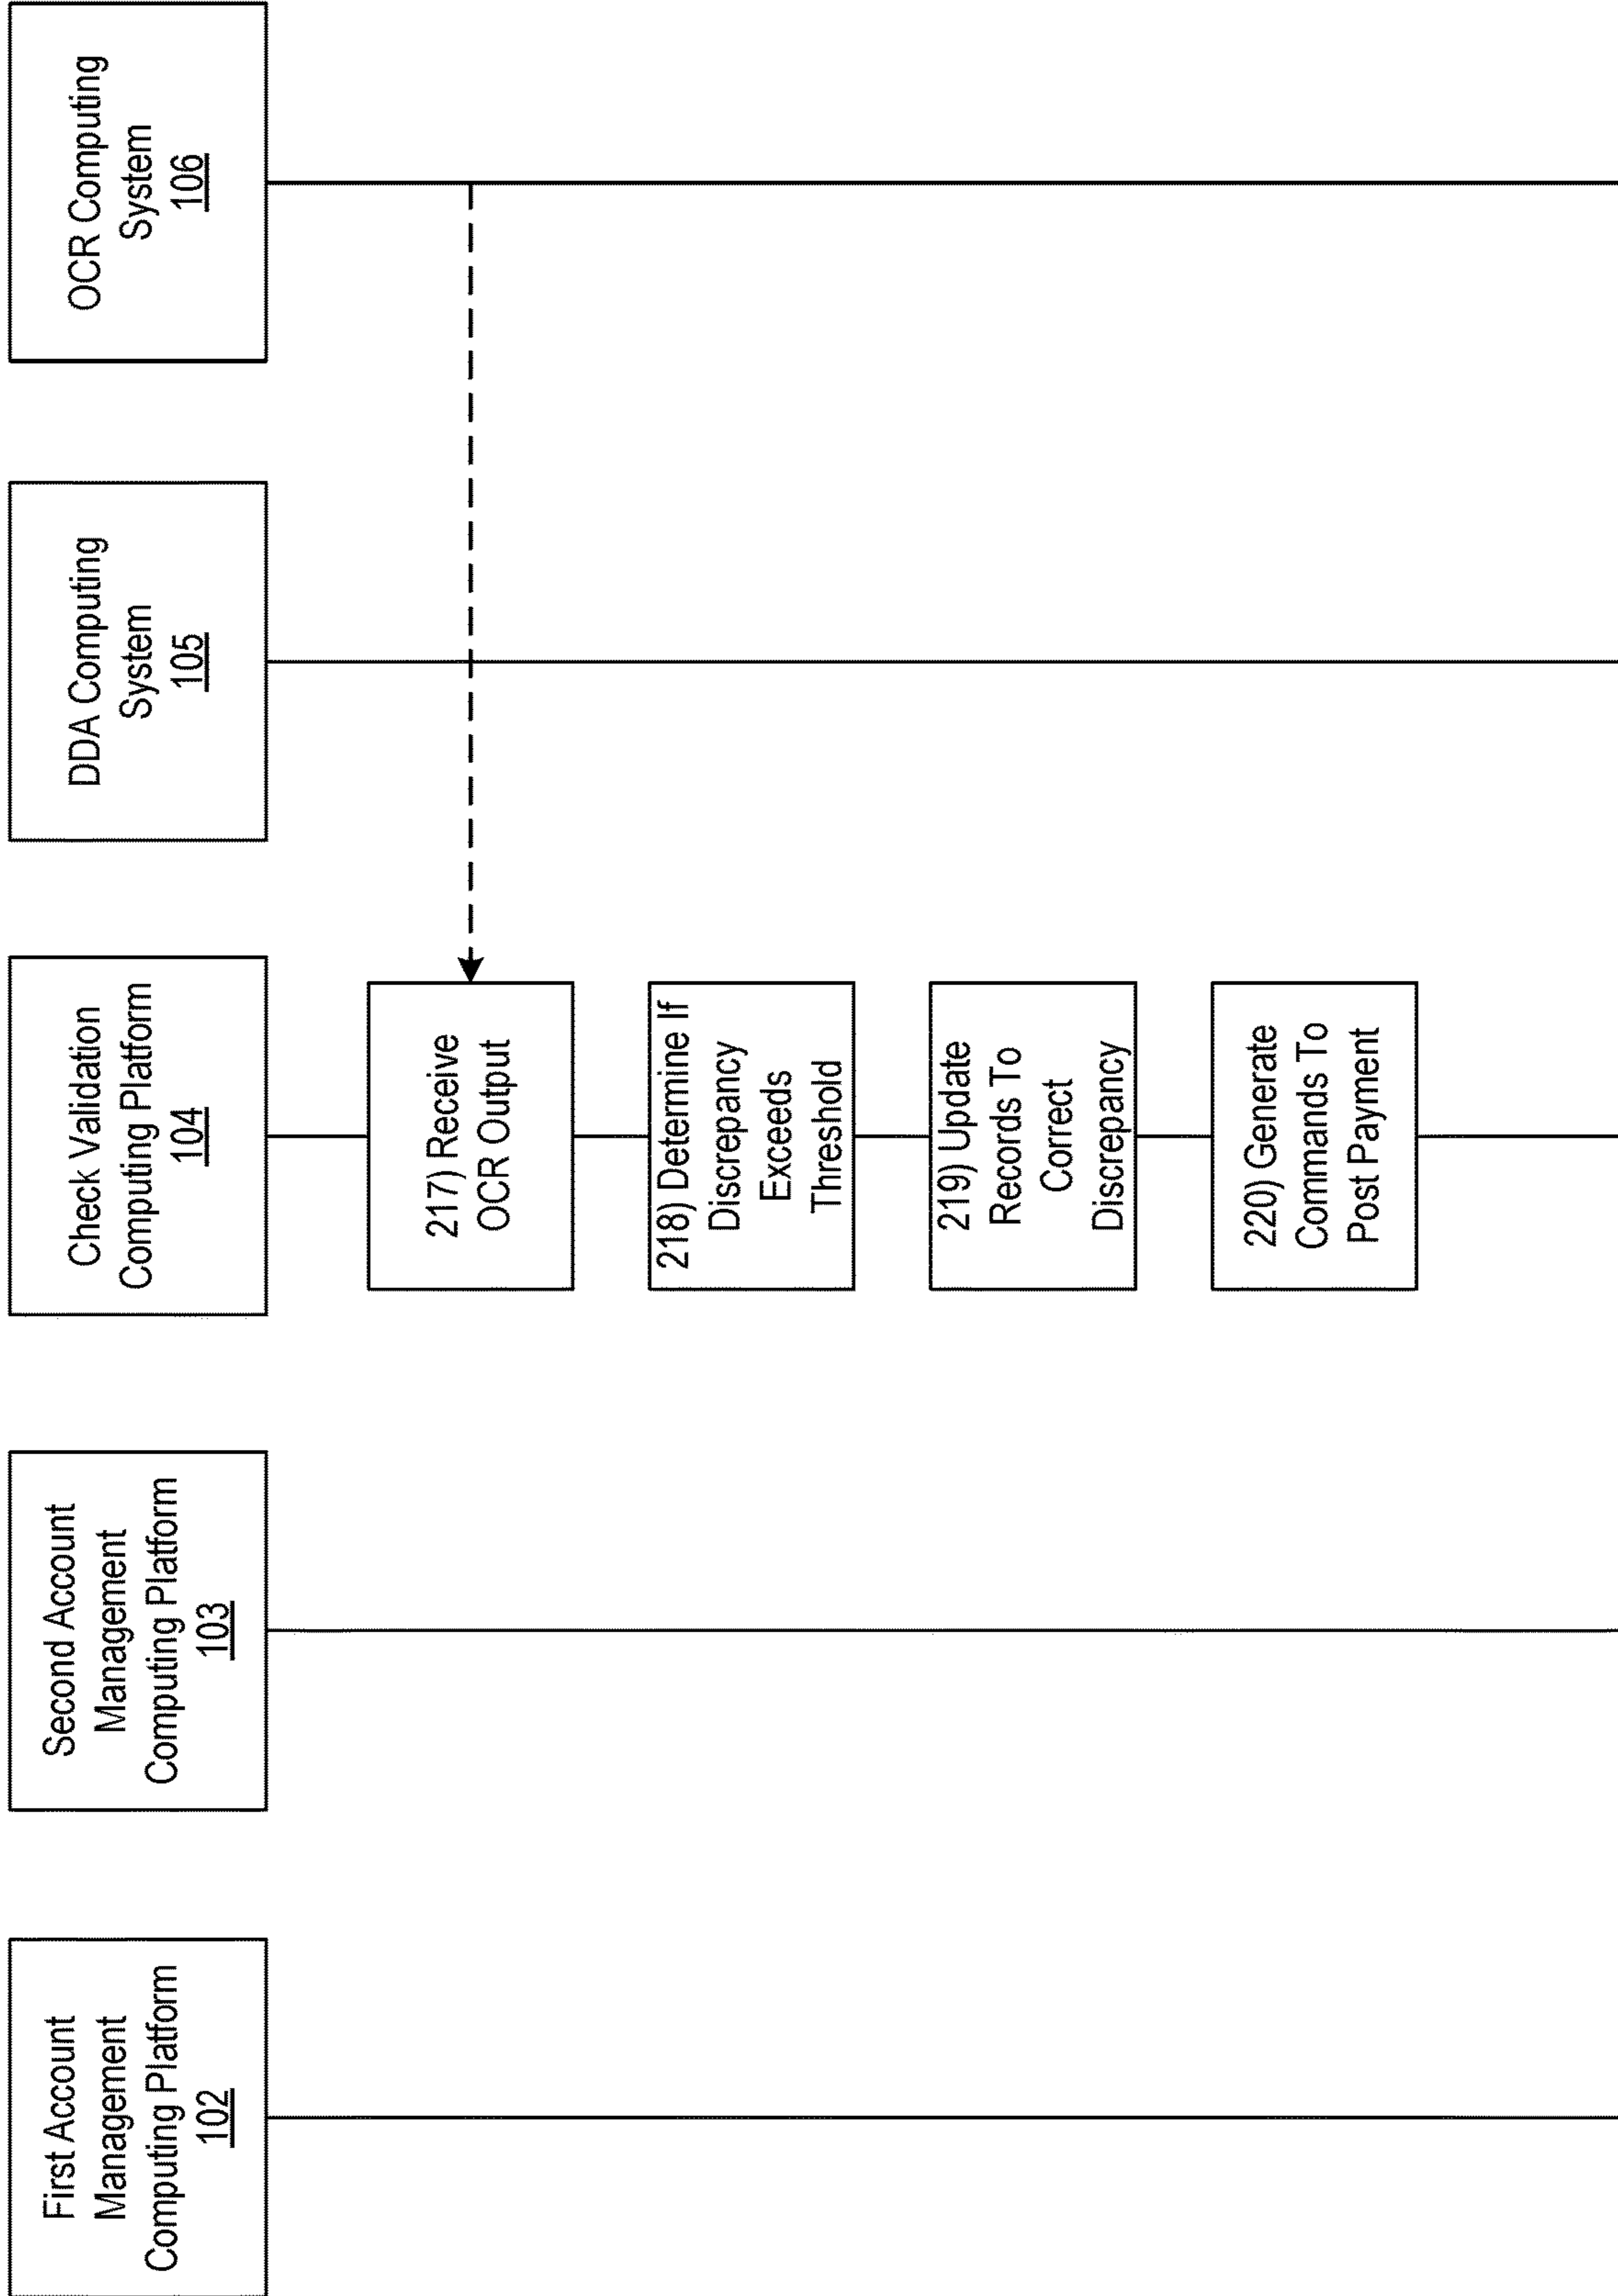 First Account
Management
Computing Platform
102
Second Account
Management
Computing Platform
103
Check Validation
Computing Platform
104
DDA Computing
System
105
OCR Computing
System
106
217) Receive
OCR Output
218) Determine If
Discrepancy
Exceeds
Threshold
219) Update
Records To
Correct
Discrepancy
220) Generate
Commands To
Post Payment